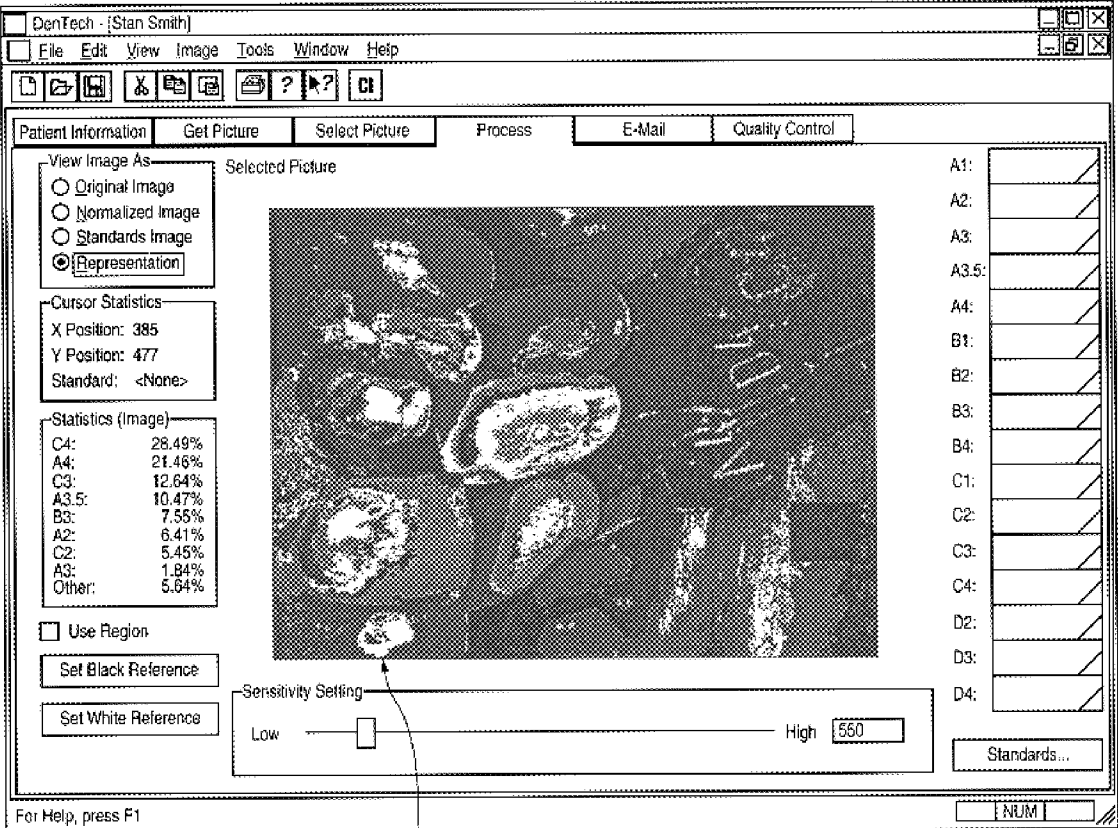 DenTech - [Stan Smith]
File Edit View Image Tools Window Help
Patient Information Get Picture Select Picture Process E-Mail Quality Control
View Image As
Original Image
Normalized Image
Standards Image
Representation
Cursor Statistics
X Position: 385
Y Position: 477
Standard: <None>
Statistics (Image)
C4: 28.49%
A4: 21.46%
C3: 12.64%
A3.5: 10.47%
B3: 7.55%
A2: 6.41%
C2: 5.45%
A3: 1.84%
Other: 5.64%
Use Region
Set Black Reference
Set White Reference
Selected Picture
Sensitivity Setting
Low High 550
A1:
A2:
A3:
A3.5:
A4:
B1:
B2:
B3:
B4:
C1:
C2:
C3:
C4:
D2:
D3:
D4:
Standards...
For Help, press F1
NUM